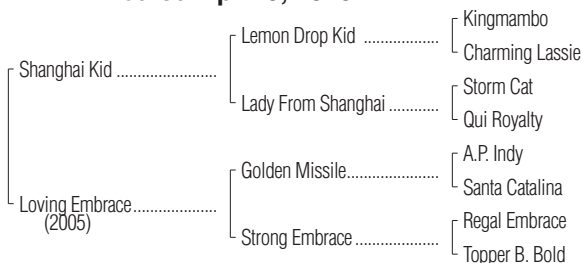 Kingmambo
Lemon Drop Kid ..................
Charming Lassie
Shanghai Kid ........................
Storm Cat
Lady From Shanghai ............
Qui Royalty
A.P. Indy
Golden Missile......................
Santa Catalina
Loving Embrace....................
(2005)
Regal Embrace
Strong Embrace ....................
Topper B. Bold